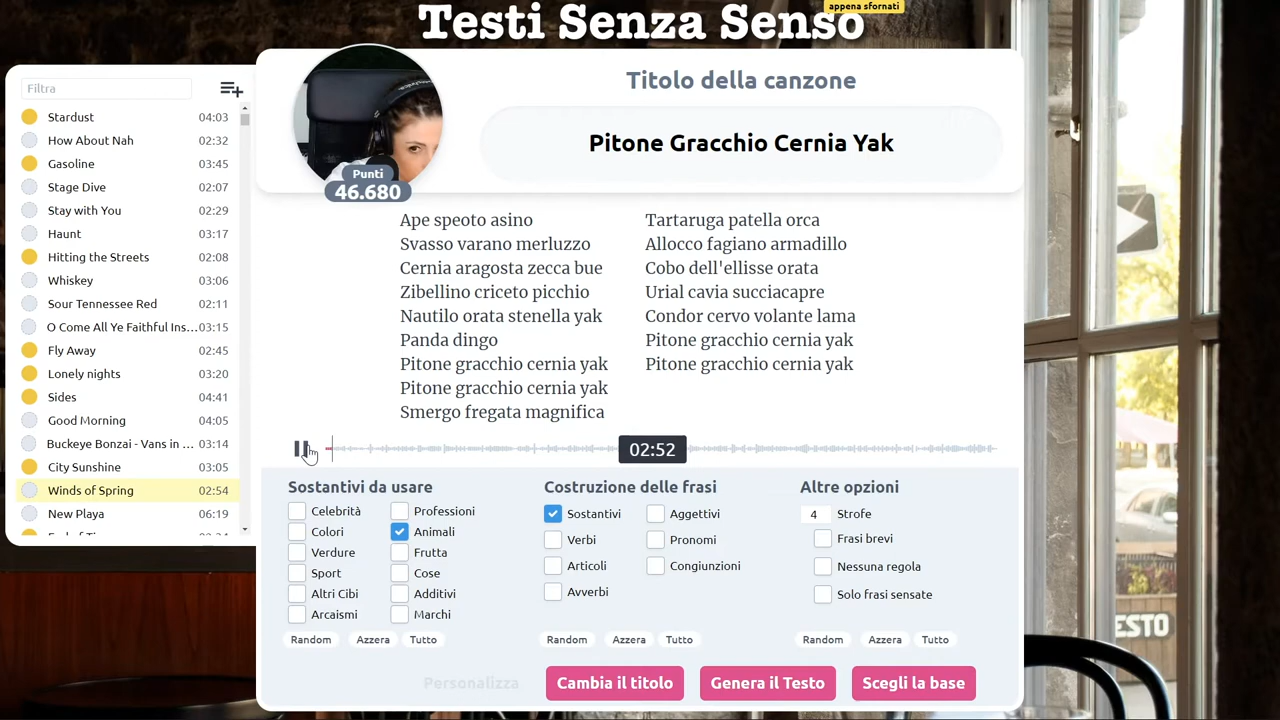 appena sfornati
Testi Senza Senso
Filtra
Stardust 04:03
How About Nah 02:32
Gasoline 03:45
Stage Dive 02:07
Stay with You 02:29
Haunt 03:17
Hitting the Streets 02:08
Whiskey 03:06
Sour Tennessee Red 02:11
O Come All Ye Faithful Ins... 03:15
Fly Away 02:45
Lonely nights 03:20
Sides 04:41
Good Morning 04:05
Buckeye Bonzai - Vans in ... 03:14
City Sunshine 03:05
Winds of Spring 02:54
New Playa 06:19
Titolo della canzone
Pitone Gracchio Cernia Yak
Punti
46.680
Ape speoto asino
Svasso varano merluzzo
Cernia aragosta zecca bue
Zibellino criceto picchio
Nautilo orata stenella yak
Panda dingo
Pitone gracchio cernia yak
Pitone gracchio cernia yak
Smergo fregata magnifica
Tartaruga patella orca
Allocco fagiano armadillo
Cobo dell'ellisse orata
Urial cavia succiacapre
Condor cervo volante lama
Pitone gracchio cernia yak
Pitone gracchio cernia yak
02:52
Sostantivi da usare
Celebrità
Professioni
Colori
Animali
Verdure
Frutta
Sport
Cose
Altri Cibi
Additivi
Arcaismi
Marchi
Random Azzera Tutto
Costruzione delle frasi
Sostantivi
Aggettivi
Verbi
Pronomi
Articoli
Congiunzioni
Avverbi
Random Azzera Tutto
Altre opzioni
4 Strofe
Frasi brevi
Nessuna regola
Solo frasi sensate
Random Azzera Tutto
Personalizza
Cambia il titolo
Genera il Testo
Scegli la base